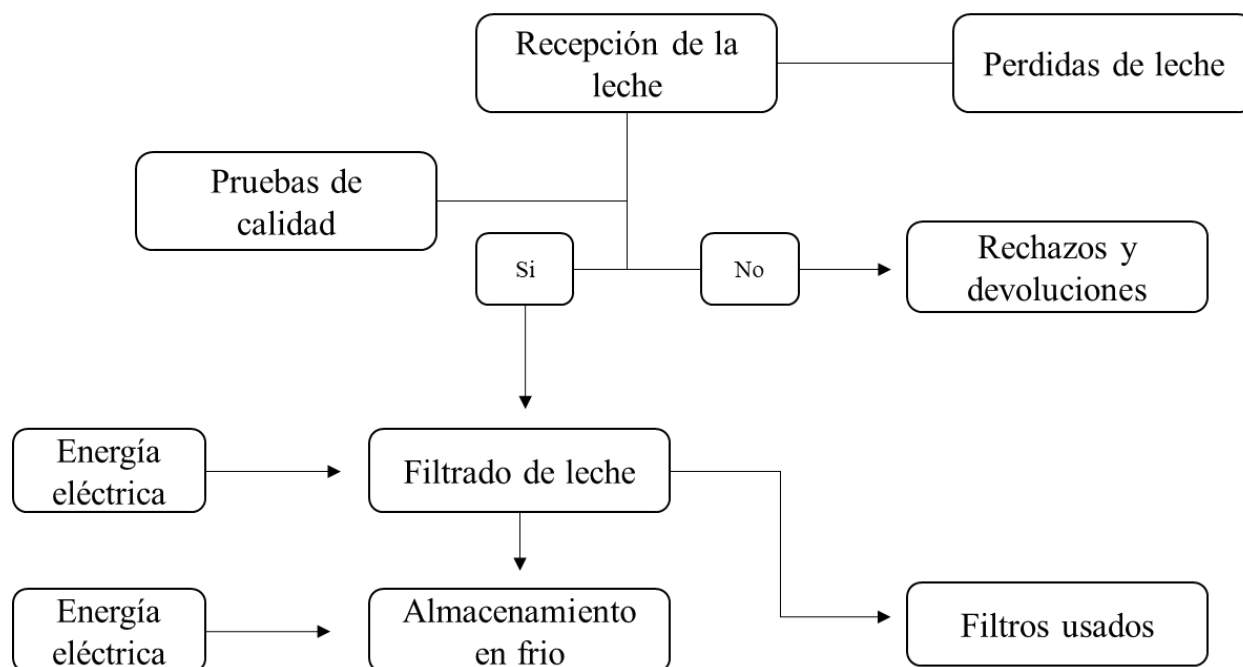 Recepción de la
leche
Perdidas de leche
Pruebas de
calidad
Si
No
Rechazos y
devoluciones
Energía
eléctrica
Filtrado de leche
Energía
eléctrica
Almacenamiento
en frio
Filtros usados